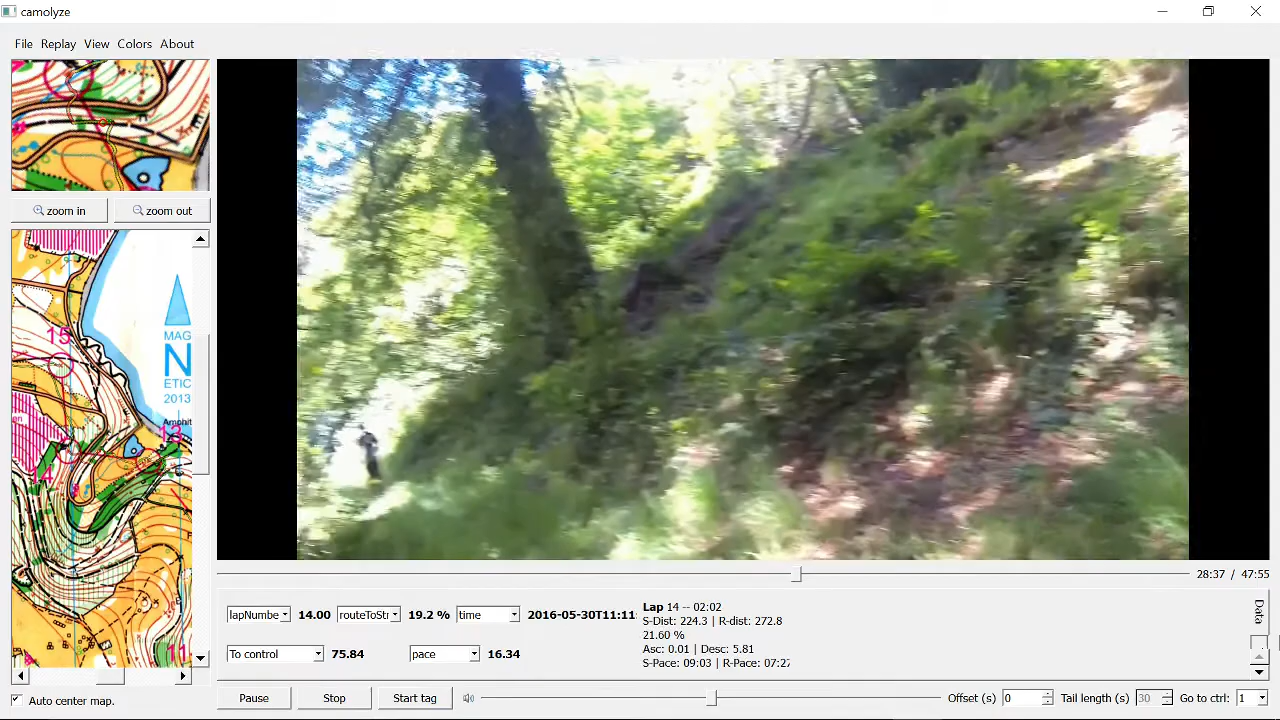 camolyze
File Replay View Colors About
zoom in zoom out
15
MAG
N
ETIC
2013
Amphit
13
en
14
11
28:37 / 47:55
lapNumbe 14.00 routeToStr 19.2 % time 2016-05-30T11:11:
Lap 14 -- 02:02
S-Dist: 224.3 | R-dist: 272.8
21.60 %
Asc: 0.01 | Desc: 5.81
S-Pace: 09:03 | R-Pace: 07:27
To control 75.84 pace 16.34
Data
Auto center map.
Pause Stop Start tag Offset (s) 0 Tail length (s) 30 Go to ctrl: 1